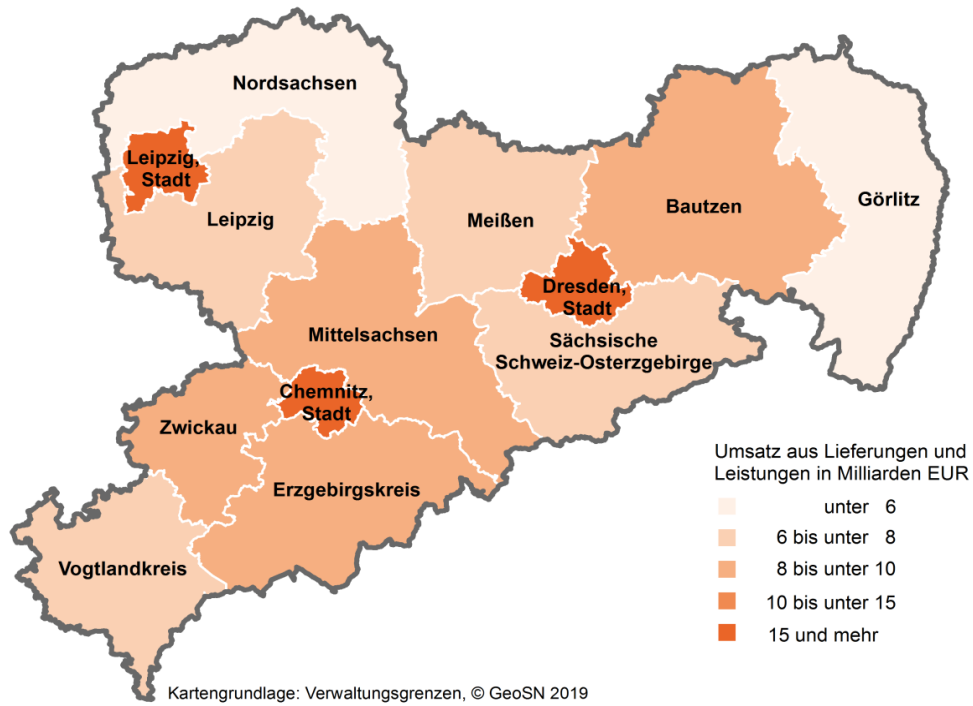 Nordsachsen
Leipzig,
Stadt
Leipzig
Meißen
Bautzen
Görlitz
Dresden,
Stadt
Mittelsachsen
Sächsische
Schweiz-Osterzgebirge
Chemnitz,
Stadt
Zwickau
Erzgebirgskreis
Vogtlandkreis
Umsatz aus Lieferungen und
Leistungen in Milliarden EUR
unter 6
6 bis unter 8
8 bis unter 10
10 bis unter 15
15 und mehr
Kartengrundlage: Verwaltungsgrenzen, © GeoSN 2019